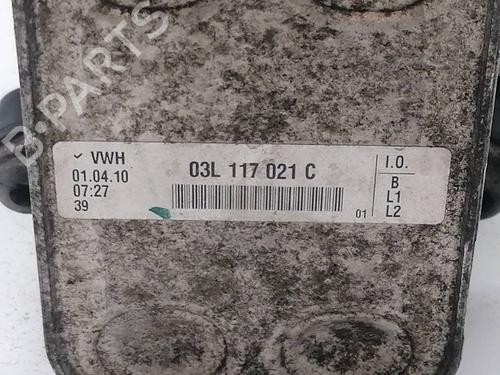 B-PARTS
✓ VWH
01.04.10
07:27
39
03L 117 021 C
01
I.O.
B
L1
L2